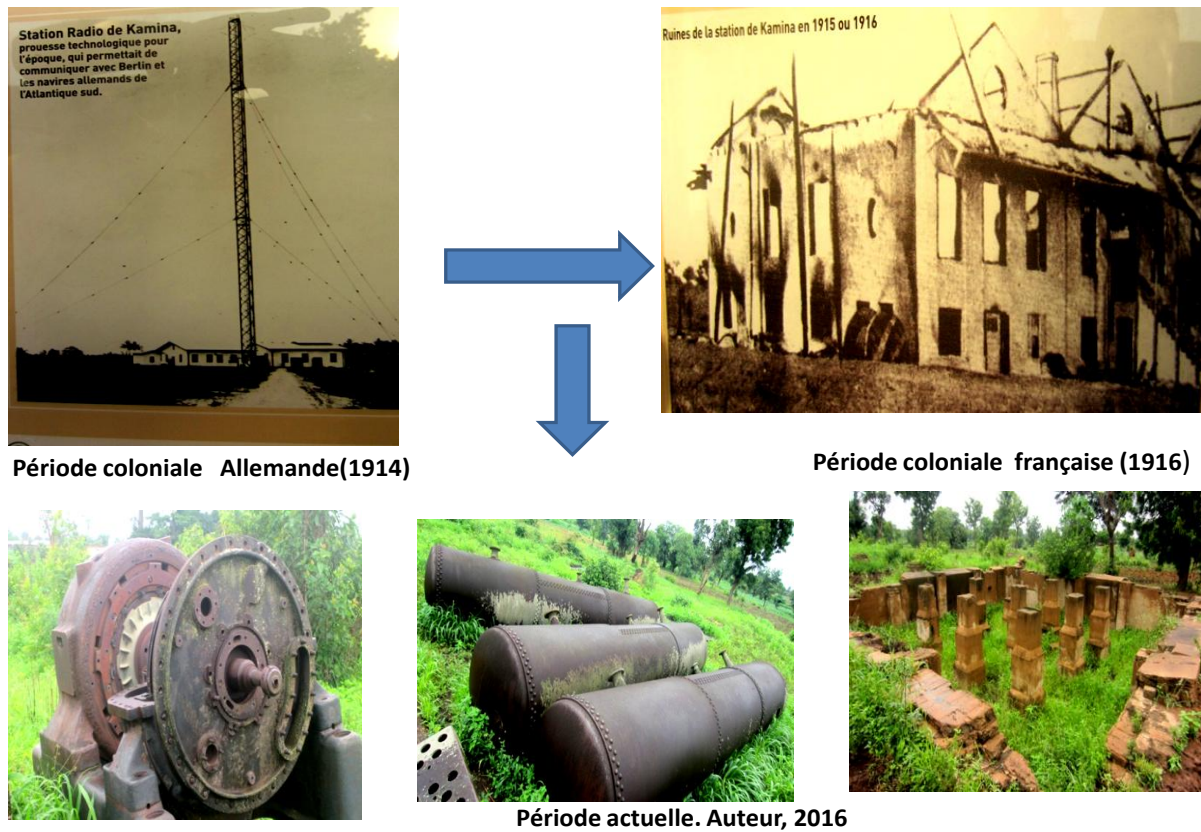 Station Radio de Kamina,
prouesse technologique pour
l'époque, qui permettait de
communiquer avec Berlin et
les navires allemands de
l'Atlantique sud.
Ruines de la station de Kamina en 1915 ou 1916
Période coloniale Allemande(1914)
Période coloniale française (1916)
Période actuelle. Auteur, 2016